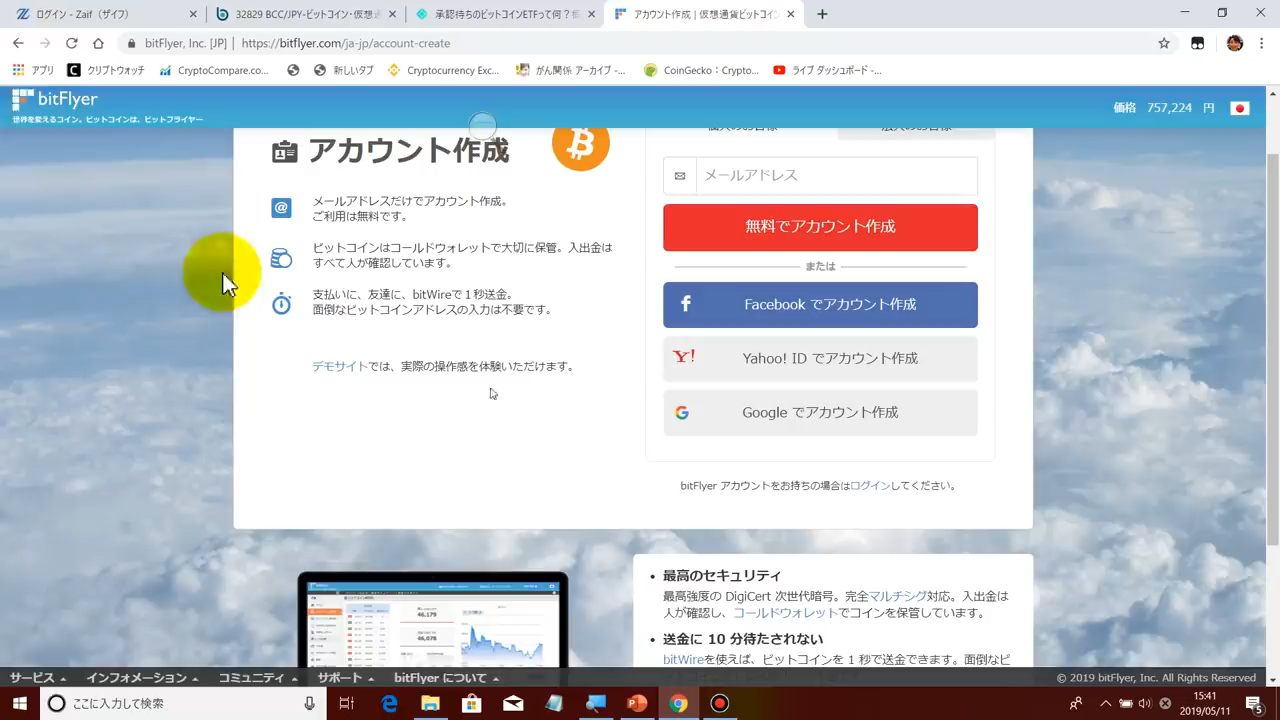 ログイン - Zaif（ザイフ）
32829 BCC/JPY-ビットコイン・仮想通
承認待ちのビットコインETFって何？ 仮
アカウント作成 | 仮想通貨ビットコイン
bitFlyer, Inc. [JP] | https://bitflyer.com/ja-jp/account-create
アプリ クリプトウォッチ CryptoCompare.co... 新しいタブ Cryptocurrency Exc... がん関係 アーカイブ -... CoinGecko：Crypto... ライブ ダッシュボード -...
bitFlyer
世界を変えるコイン。ビットコインは、ビットフライヤー
価格 757,224 円
アカウント作成
メールアドレスだけでアカウント作成。
ご利用は無料です。
ビットコインはコールドウォレットで大切に保管。入出金は
すべて人が確認しています。
支払いに、友達に、bitWireで１秒送金。
面倒なビットコインアドレスの入力は不要です。
デモサイトでは、実際の操作感を体験いただけます。
個人のお客様 法人のお客様
メールアドレス
無料でアカウント作成
または
Facebook でアカウント作成
Yahoo! ID でアカウント作成
Google でアカウント作成
bitFlyer アカウントをお持ちの場合はログインしてください。
最高のセキュリティ
最高強度の DigiCert 次世代暗号。完全マルチシグ対応。入出金は
人が確認し、コールドウォレットでコインを保管しています。
送金に 10 分待たされない
bitWireを使えば、ビットコインを 1 秒で送金できます。面倒なビ
46,179
46,078
サービス インフォメーション コミュニティ サポート bitFlyer について
© 2019 bitFlyer, Inc. All Rights Reserved
ここに入力して検索
15:41
2019/05/11